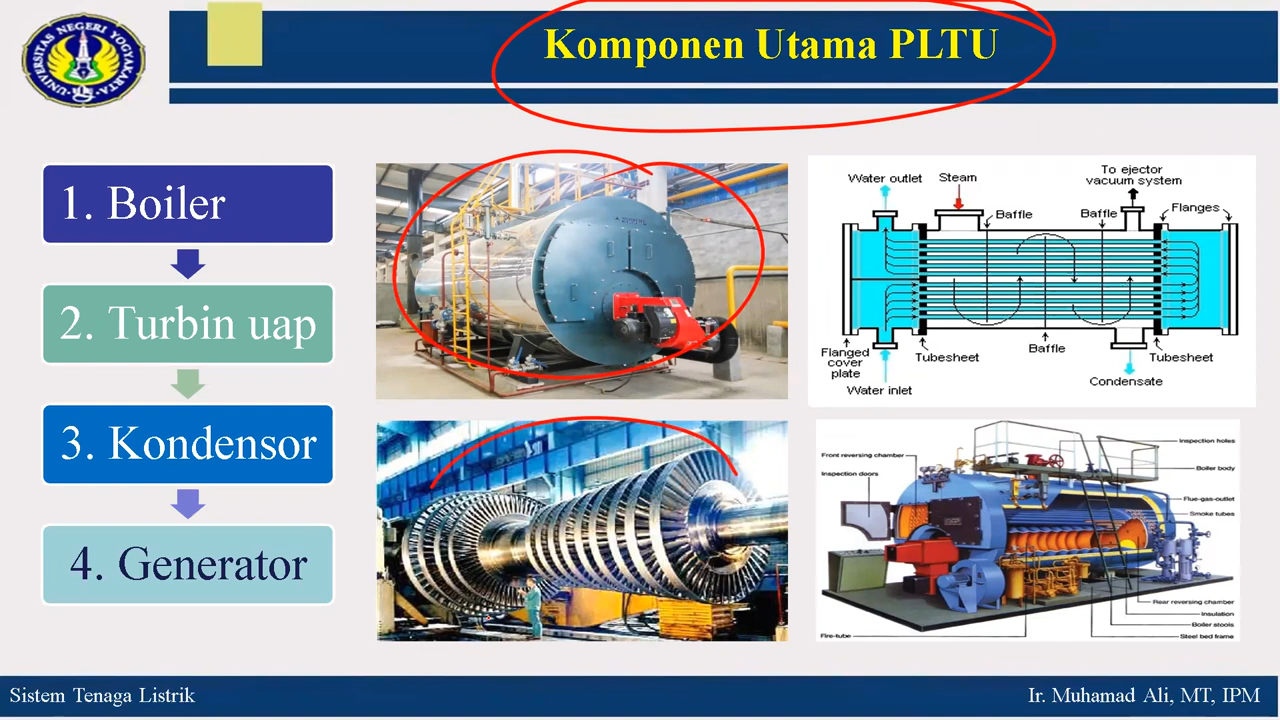 UNIVERSITAS NEGERI YOGYAKARTA
Komponen Utama PLTU
1. Boiler
2. Turbin uap
3. Kondensor
4. Generator
Water outlet
Steam
To ejector
vacuum system
Baffle
Baffle
Flanges
Flanged
cover
plate
Tubesheet
Baffle
Tubesheet
Water inlet
Condensate
Front reversing chamber
Inspection doors
Inspection holes
Boiler body
Flue-gas-outlet
Smoke tubes
Rear reversing chamber
Insulation
Boiler stools
Steel bed frame
Fire-tube
Sistem Tenaga Listrik
Ir. Muhamad Ali, MT, IPM